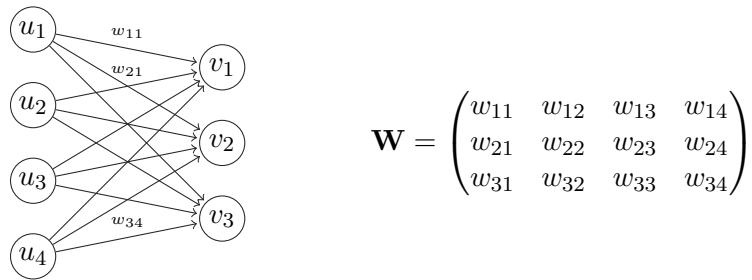 u₁
w₁₁
w₂₁
v₁
u₂
v₂
u₃
v₃
w₃₄
u₄
W = (w₁₁ w₁₂ w₁₃ w₁₄
w₂₁ w₂₂ w₂₃ w₂₄
w₃₁ w₃₂ w₃₃ w₃₄)